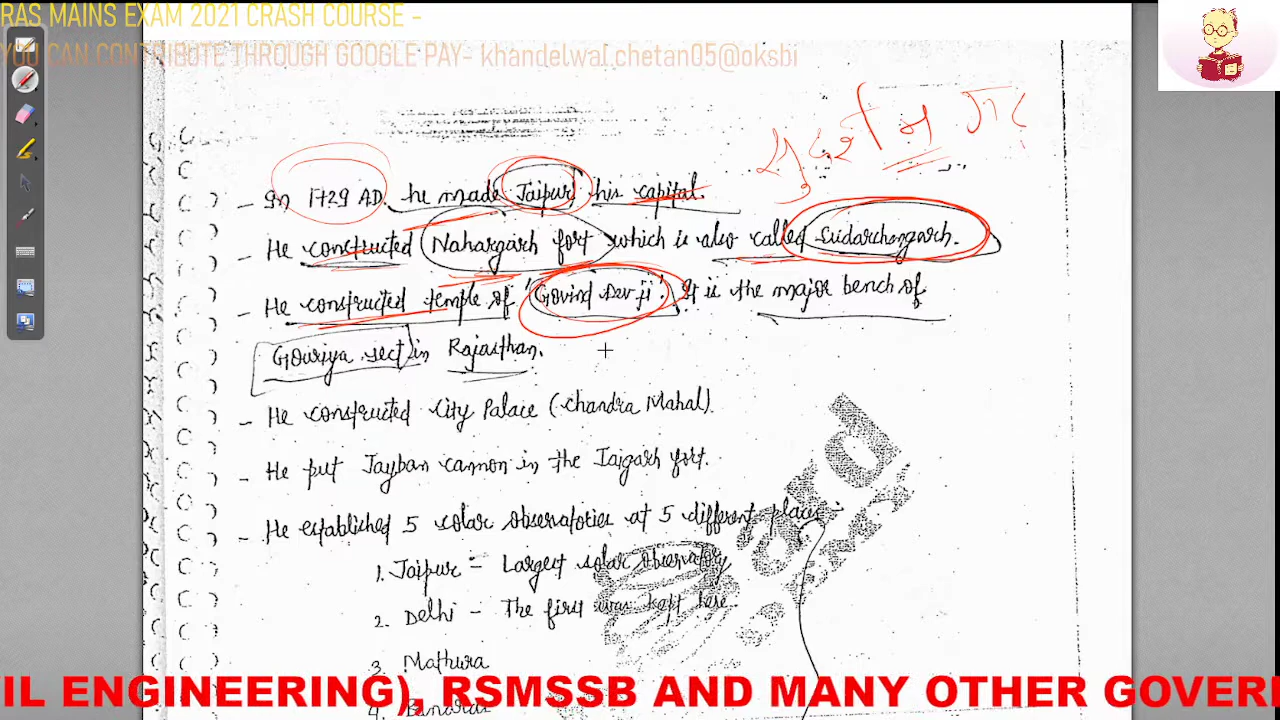 RAS MAINS EXAM 2021 CRASH COURSE -
YOU CAN CONTRIBUTE THROUGH GOOGLE PAY- khandelwal.chetan05@oksbi
- In 1729 AD. he made Jaipur his capital.
- He constructed Nahargarh fort which is also called Sudarshangarh.
- He constructed temple of 'Govind Dev ji'. It is the major bench of
Gouriya sect in Rajasthan.
- He constructed City Palace (Chandra Mahal).
- He put Jayban cannon in the Jaigarh fort.
- He established 5 solar observatories at 5 different places :-
1. Jaipur - Largest solar observatory
2. Delhi - The first was kept here.
3. Mathura
4. Banaras
IL ENGINEERING), RSMSSB AND MANY OTHER GOVER